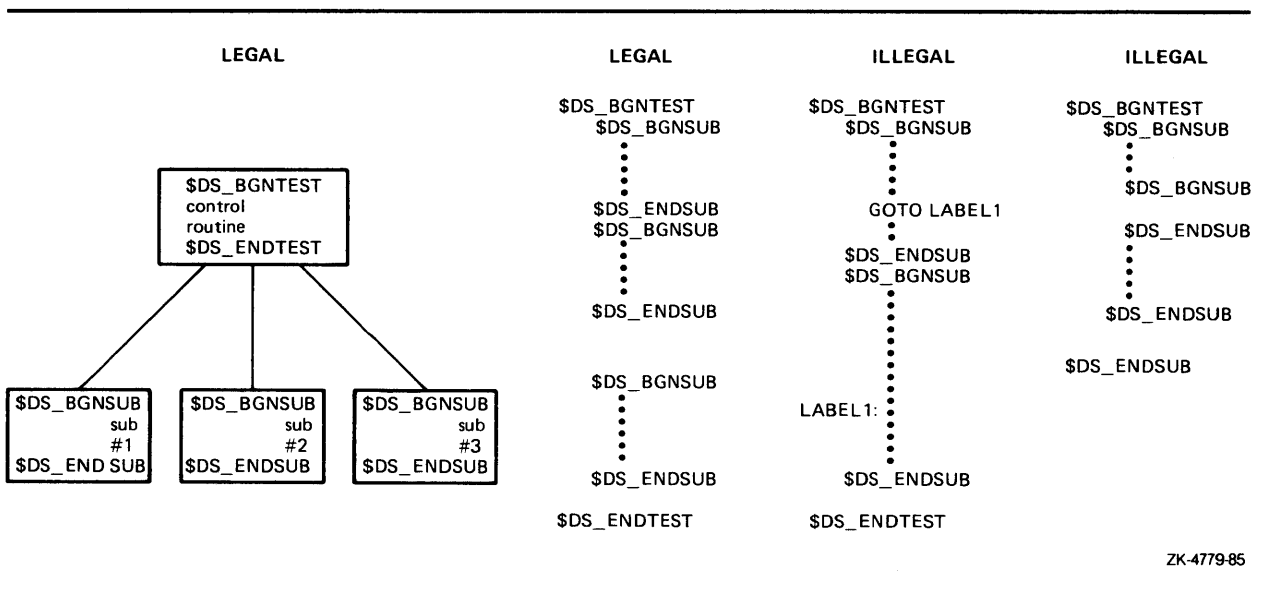 LEGAL
$DS_BGNTEST
control
routine
$DS_ENDTEST
$DS_BGNSUB
sub
#1
$DS_END SUB
$DS_BGNSUB
sub
#2
$DS_ENDSUB
$DS_BGNSUB
sub
#3
$DS_ENDSUB
LEGAL
$DS_BGNTEST
$DS_BGNSUB
$DS_ENDSUB
$DS_BGNSUB
$DS_ENDSUB
$DS_BGNSUB
$DS_ENDSUB
$DS_ENDTEST
ILLEGAL
$DS_BGNTEST
$DS_BGNSUB
GOTO LABEL1
$DS_ENDSUB
$DS_BGNSUB
LABEL1:
$DS_ENDSUB
$DS_ENDTEST
ILLEGAL
$DS_BGNTEST
$DS_BGNSUB
$DS_BGNSUB
$DS_ENDSUB
$DS_ENDSUB
$DS_ENDSUB
ZK-4779-85